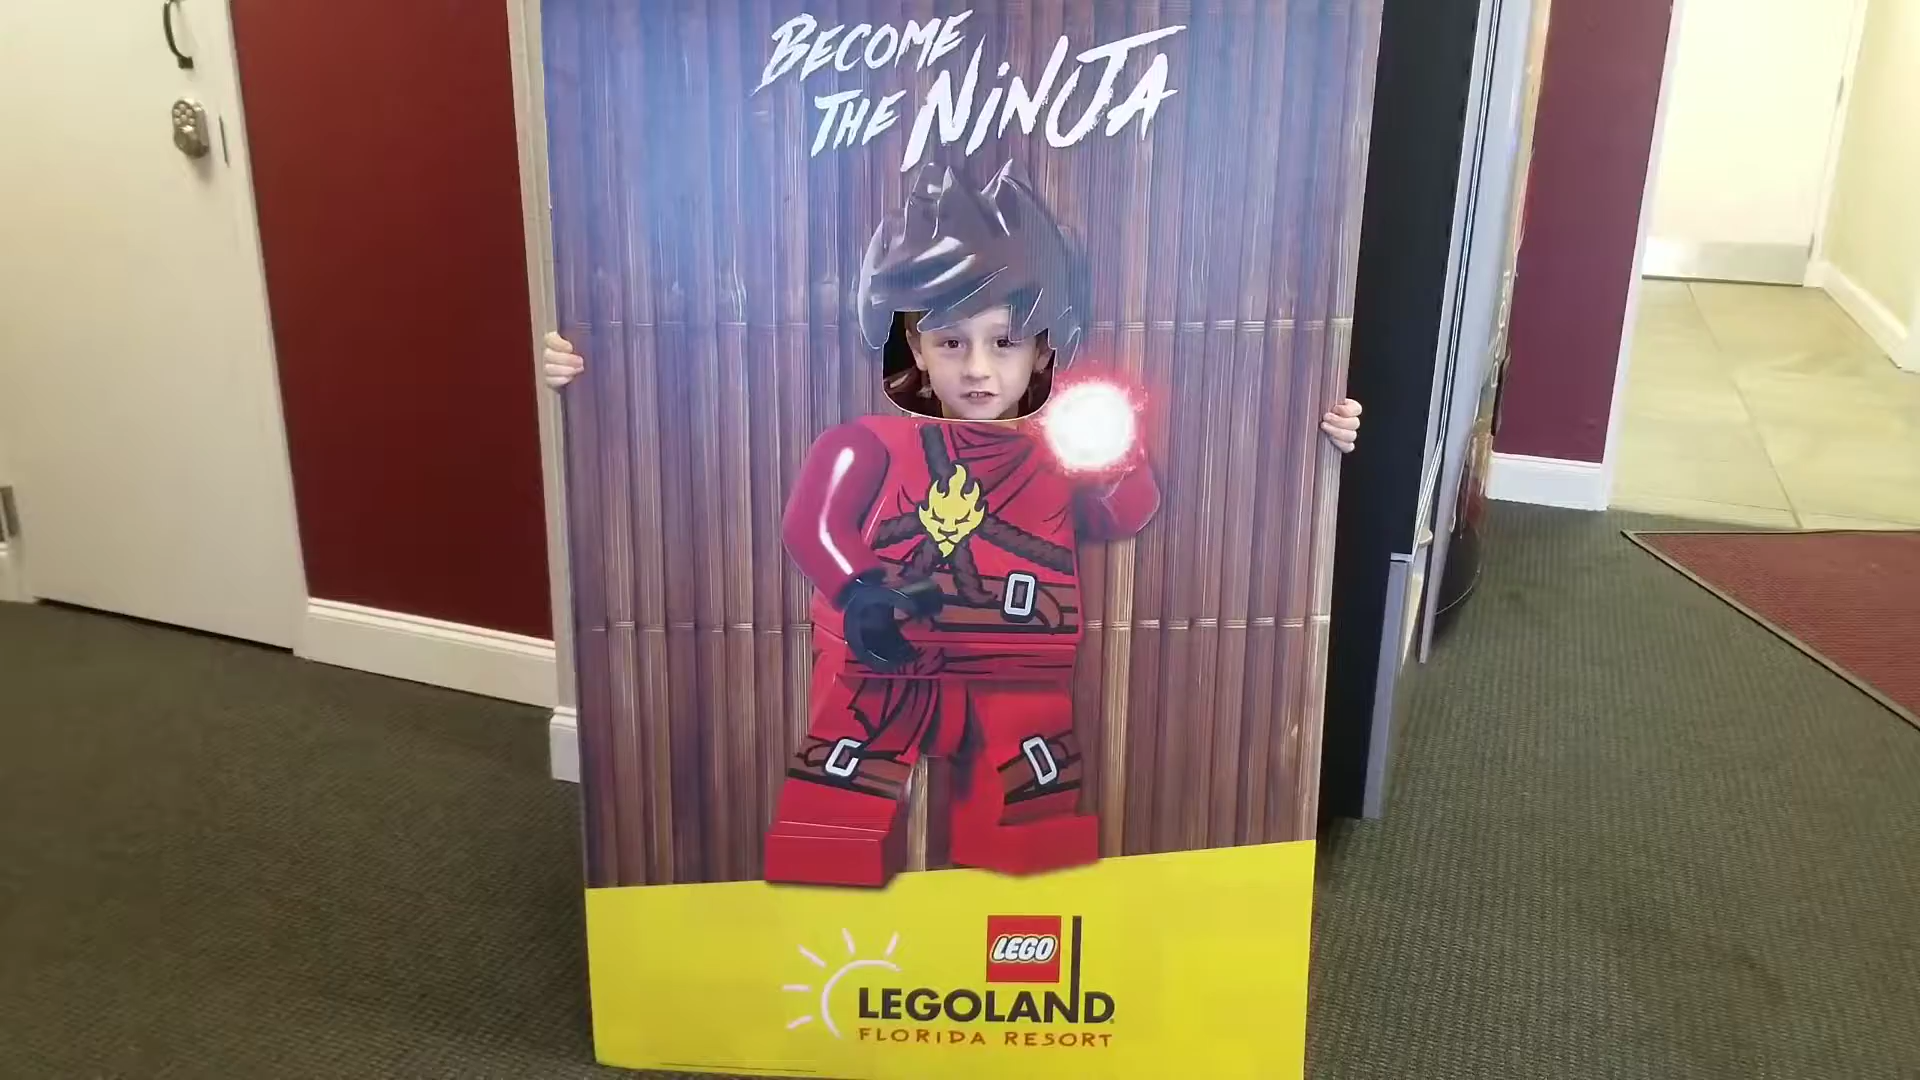 BECOME
THE NiNJA
LEGO
LEGOLAND
FLORIDA RESORT